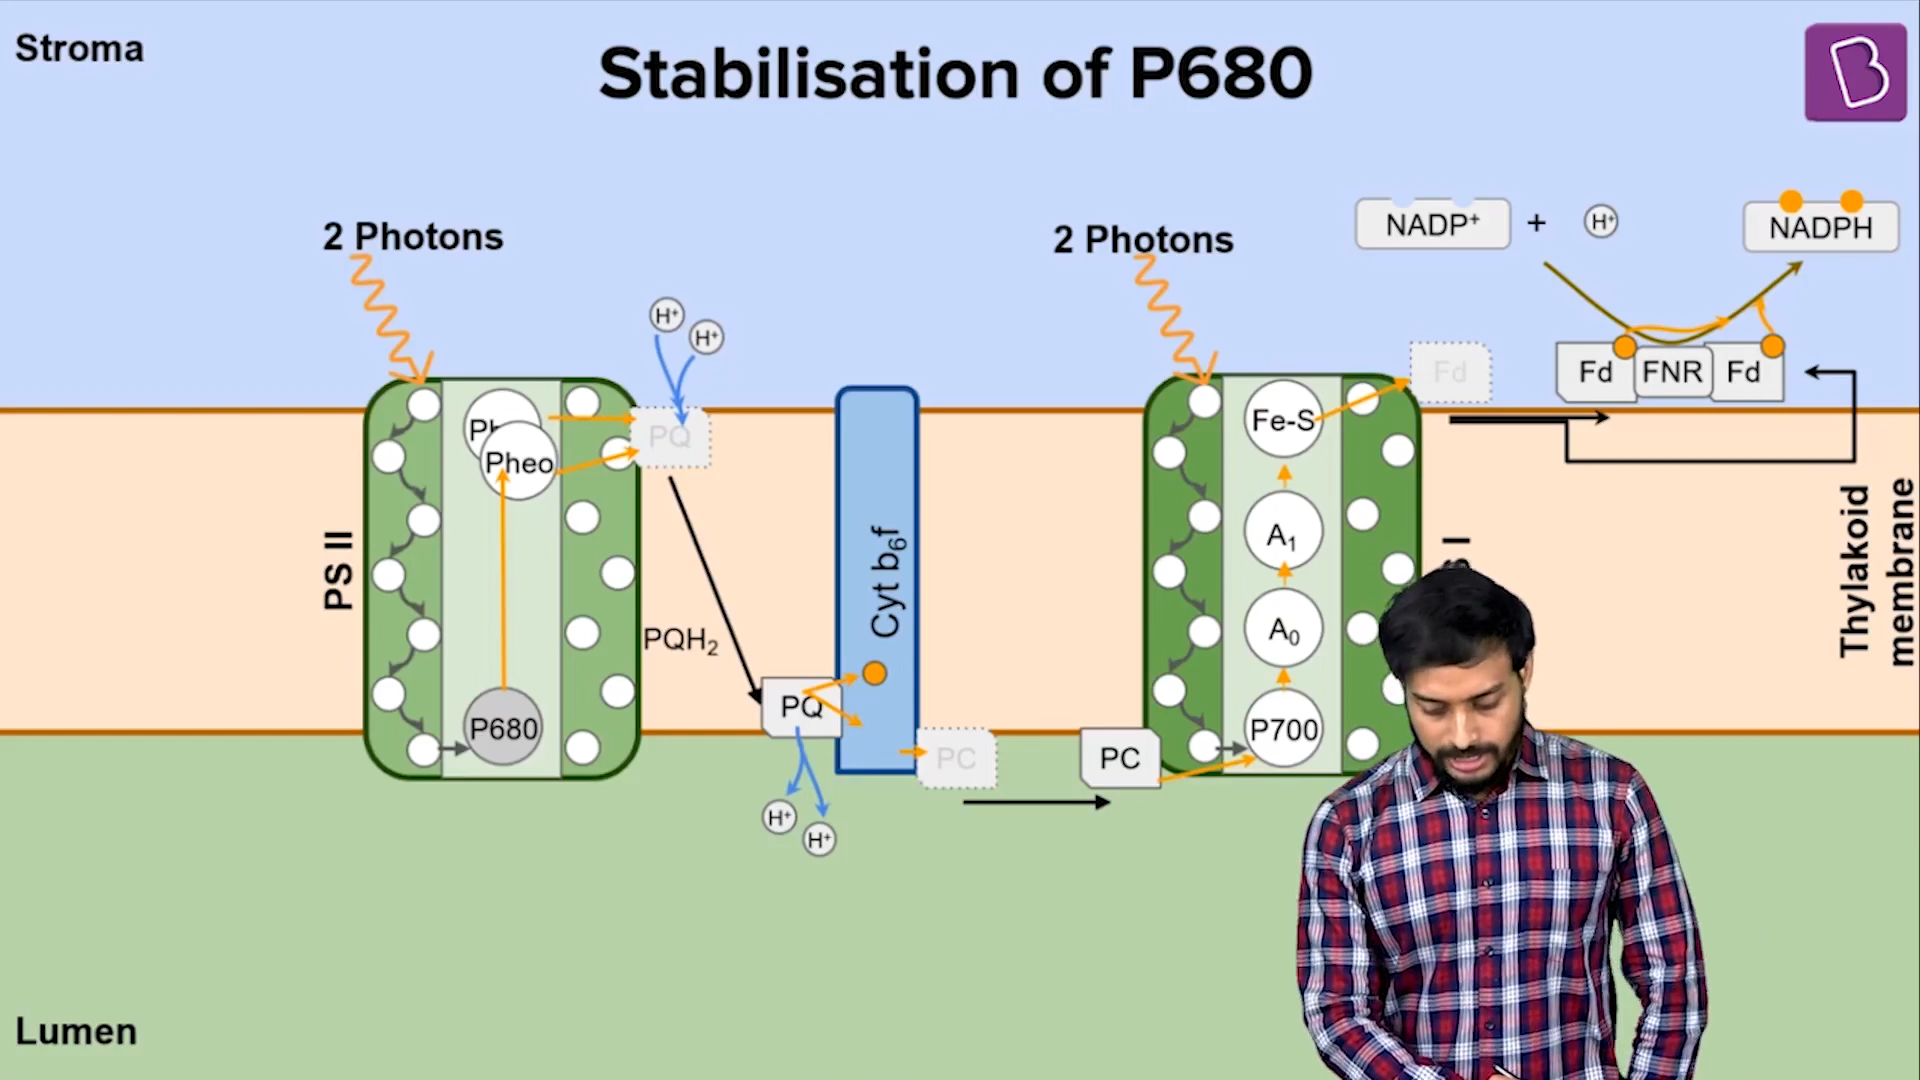 Stroma
Stabilisation of P680
2 Photons
2 Photons
NADP⁺ + H⁺
NADPH
H⁺
H⁺
Fd
Fd FNR Fd
Fe-S
PQ
Pheo
PS II
Cyt b₆f
A₁
A₀
Thylakoid
membrane
PQH₂
PQ
P680
P700
PC
PC
H⁺
H⁺
Lumen